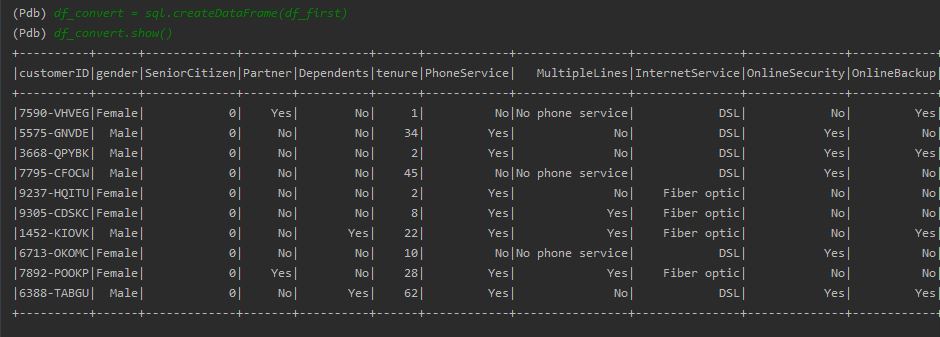 (Pdb) df_convert = sql.createDataFrame(df_first)
(Pdb) df_convert.show()
+----------+------+-------------+-------+----------+------+------------+----------------+---------------+--------------+------------+
|customerID|gender|SeniorCitizen|Partner|Dependents|tenure|PhoneService|   MultipleLines|InternetService|OnlineSecurity|OnlineBackup|
+----------+------+-------------+-------+----------+------+------------+----------------+---------------+--------------+------------+
|7590-VHVEG|Female|            0|    Yes|        No|     1|          No|No phone service|            DSL|            No|         Yes|
|5575-GNVDE|  Male|            0|     No|        No|    34|         Yes|              No|            DSL|           Yes|          No|
|3668-QPYBK|  Male|            0|     No|        No|     2|         Yes|              No|            DSL|           Yes|         Yes|
|7795-CFOCW|  Male|            0|     No|        No|    45|          No|No phone service|            DSL|           Yes|          No|
|9237-HQITU|Female|            0|     No|        No|     2|         Yes|              No|    Fiber optic|            No|          No|
|9305-CDSKC|Female|            0|     No|        No|     8|         Yes|             Yes|    Fiber optic|            No|          No|
|1452-KIOVK|  Male|            0|     No|       Yes|    22|         Yes|             Yes|    Fiber optic|            No|         Yes|
|6713-OKOMC|Female|            0|     No|        No|    10|          No|No phone service|            DSL|           Yes|          No|
|7892-POOKP|Female|            0|    Yes|        No|    28|         Yes|             Yes|    Fiber optic|            No|          No|
|6388-TABGU|  Male|            0|     No|       Yes|    62|         Yes|              No|            DSL|           Yes|         Yes|
+----------+------+-------------+-------+----------+------+------------+----------------+---------------+--------------+------------+